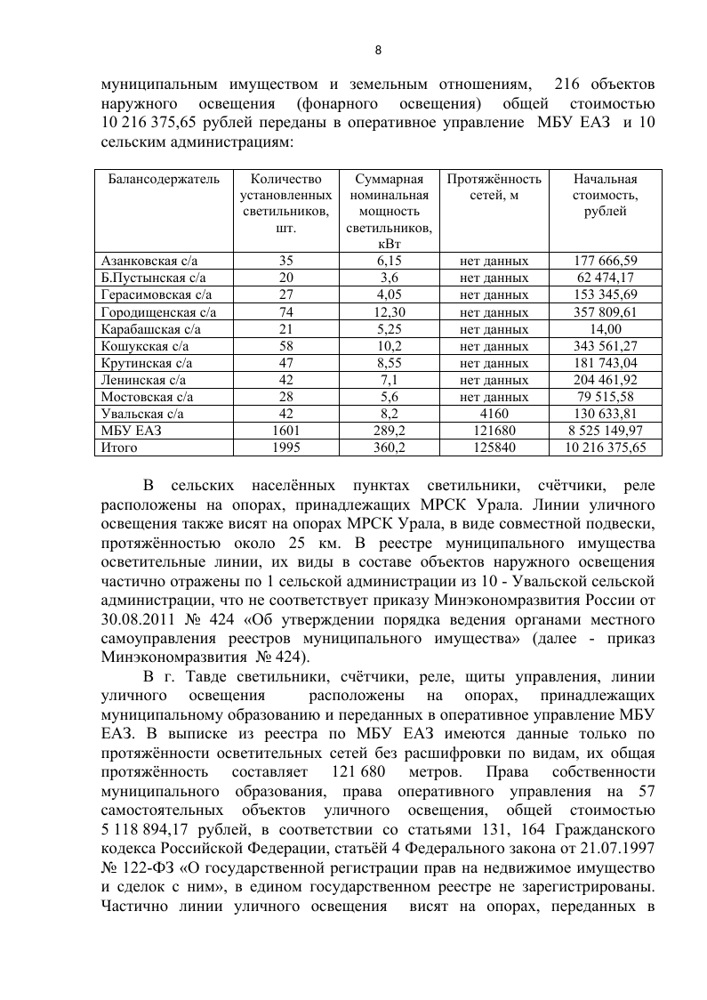 8
муниципальным имуществом и земельным отношениям, 216 объектов
наружного освещения (фонарного освещения) общей стоимостью
10 216 375,65 рублей переданы в оперативное управление МБУ ЕАЗ и 10
сельским администрациям:
Балансодержатель Количество установленных светильников, шт. Суммарная номинальная мощность светильников, кВт Протяжённость сетей, м Начальная стоимость, рублей
Азанковская с/а 35 6,15 нет данных 177 666,59
Б.Пустынская с/а 20 3,6 нет данных 62 474,17
Герасимовская с/а 27 4,05 нет данных 153 345,69
Городищенская с/а 74 12,30 нет данных 357 809,61
Карабашская с/а 21 5,25 нет данных 14,00
Кошукская с/а 58 10,2 нет данных 343 561,27
Крутинская с/а 47 8,55 нет данных 181 743,04
Ленинская с/а 42 7,1 нет данных 204 461,92
Мостовская с/а 28 5,6 нет данных 79 515,58
Увальская с/а 42 8,2 4160 130 633,81
МБУ ЕАЗ 1601 289,2 121680 8 525 149,97
Итого 1995 360,2 125840 10 216 375,65
В сельских населённых пунктах светильники, счётчики, реле
расположены на опорах, принадлежащих МРСК Урала. Линии уличного
освещения также висят на опорах МРСК Урала, в виде совместной подвески,
протяжённостью около 25 км. В реестре муниципального имущества
осветительные линии, их виды в составе объектов наружного освещения
частично отражены по 1 сельской администрации из 10 - Увальской сельской
администрации, что не соответствует приказу Минэкономразвития России от
30.08.2011 № 424 «Об утверждении порядка ведения органами местного
самоуправления реестров муниципального имущества» (далее - приказ
Минэкономразвития № 424).
В г. Тавде светильники, счётчики, реле, щиты управления, линии
уличного освещения расположены на опорах, принадлежащих
муниципальному образованию и переданных в оперативное управление МБУ
ЕАЗ. В выписке из реестра по МБУ ЕАЗ имеются данные только по
протяжённости осветительных сетей без расшифровки по видам, их общая
протяжённость составляет 121 680 метров. Права собственности
муниципального образования, права оперативного управления на 57
самостоятельных объектов уличного освещения, общей стоимостью
5 118 894,17 рублей, в соответствии со статьями 131, 164 Гражданского
кодекса Российской Федерации, статьёй 4 Федерального закона от 21.07.1997
№ 122-ФЗ «О государственной регистрации прав на недвижимое имущество
и сделок с ним», в едином государственном реестре не зарегистрированы.
Частично линии уличного освещения висят на опорах, переданных в